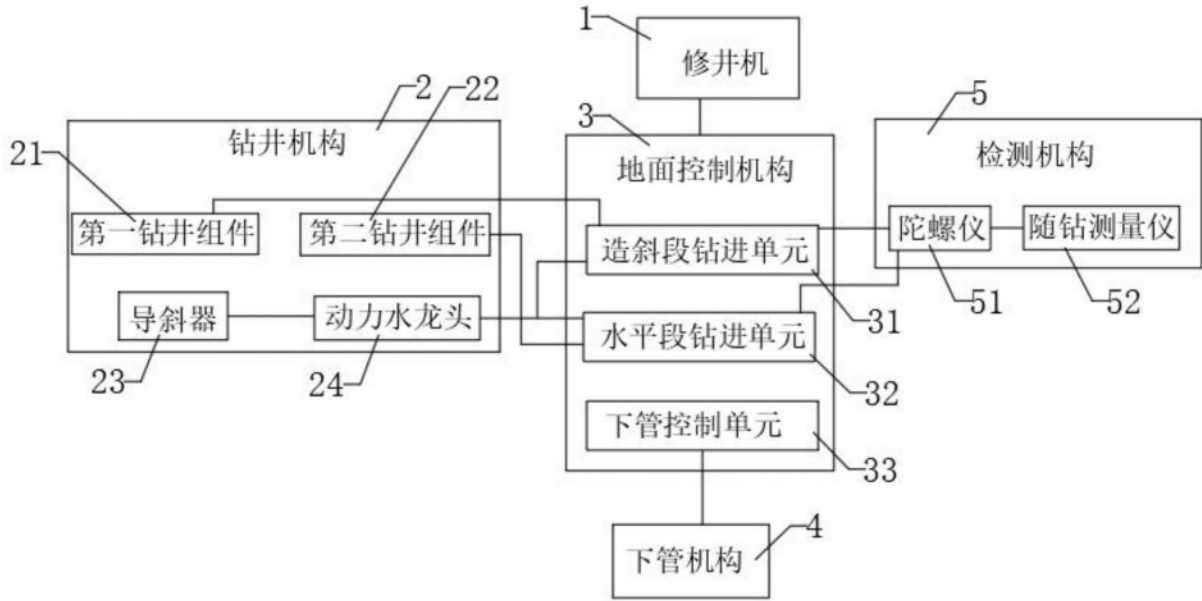 1
修井机
2
22
钻井机构
21
3
地面控制机构
5
检测机构
第一钻井组件
第二钻井组件
造斜段钻进单元
陀螺仪
随钻测量仪
导斜器
动力水龙头
水平段钻进单元
31
51
52
23
24
32
下管控制单元
33
下管机构
4